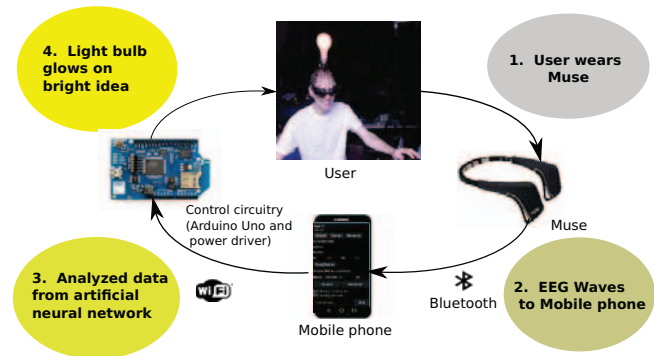 4. Light bulb
glows on
bright idea
1. User wears
Muse
User
Muse
Control circuitry
(Arduino Uno and
power driver)
3. Analyzed data
from artificial
neural network
WiFi
Mobile phone
Bluetooth
2. EEG Waves
to Mobile phone